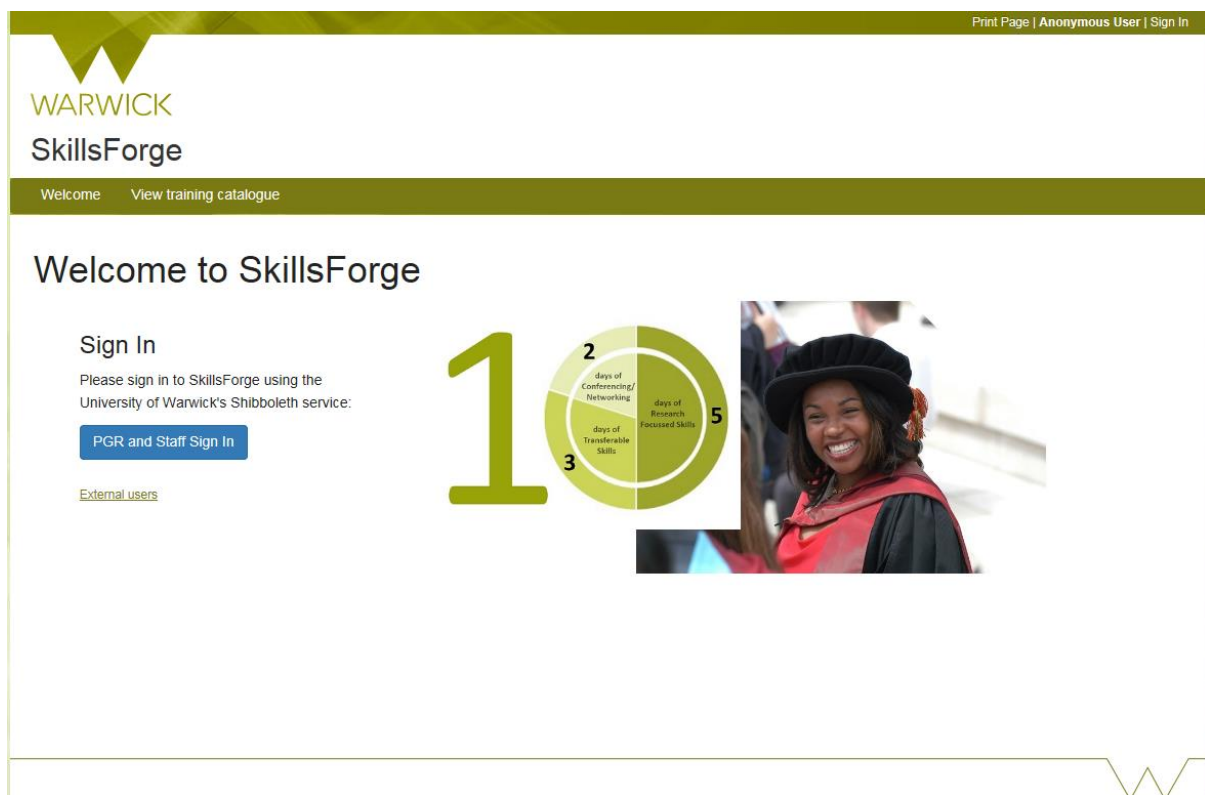 Print Page | Anonymous User | Sign In
WARWICK
SkillsForge
Welcome View training catalogue
Welcome to SkillsForge
Sign In
Please sign in to SkillsForge using the
University of Warwick's Shibboleth service:
PGR and Staff Sign In
External users
1
2
days of
Conferencing/
Networking
days of
Research
Focussed Skills
5
days of
Transferable
Skills
3